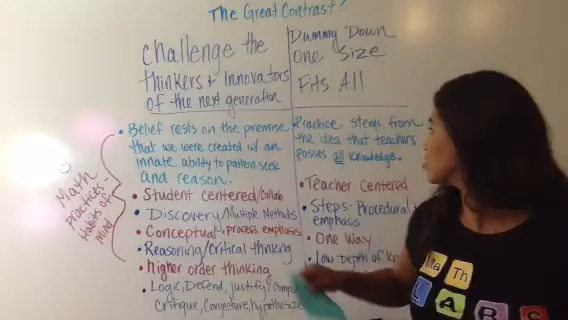 The Great Contrast!
challenge the
thinkers + Innovators
of the next generation
Dummy Down
One Size
Fits All
• Belief rests on the premise
that we were created w/ an
innate ability to pattern seek
and reason.
• Student centered/collab
• Discovery/Multiple Methods
• Conceptual + process emphasis
• Reasoning/Critical thinking
• higher order thinking
• Logic, Defend, justify,
Critique, Conjecture, hypothesize
Math
practices-
Habits of
mind
Practice stems from
the idea that teachers
posses all knowledge.
• Teacher Centered
• Steps-Procedural
emphasis
• One Way
• Low Depth of
Ma Th
L A B S